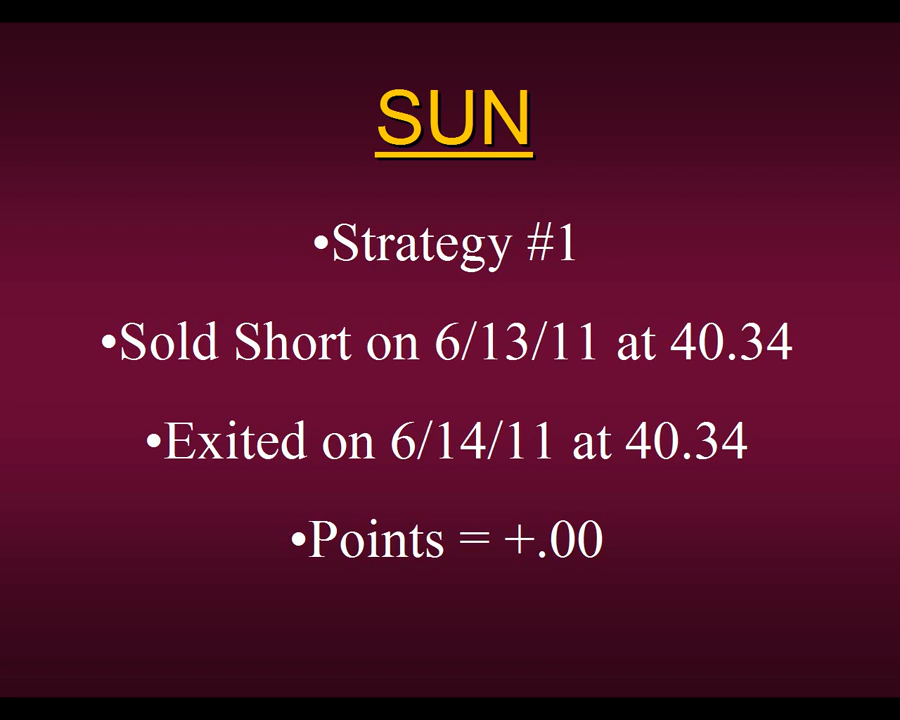 SUN
•Strategy #1
•Sold Short on 6/13/11 at 40.34
•Exited on 6/14/11 at 40.34
•Points = +.00